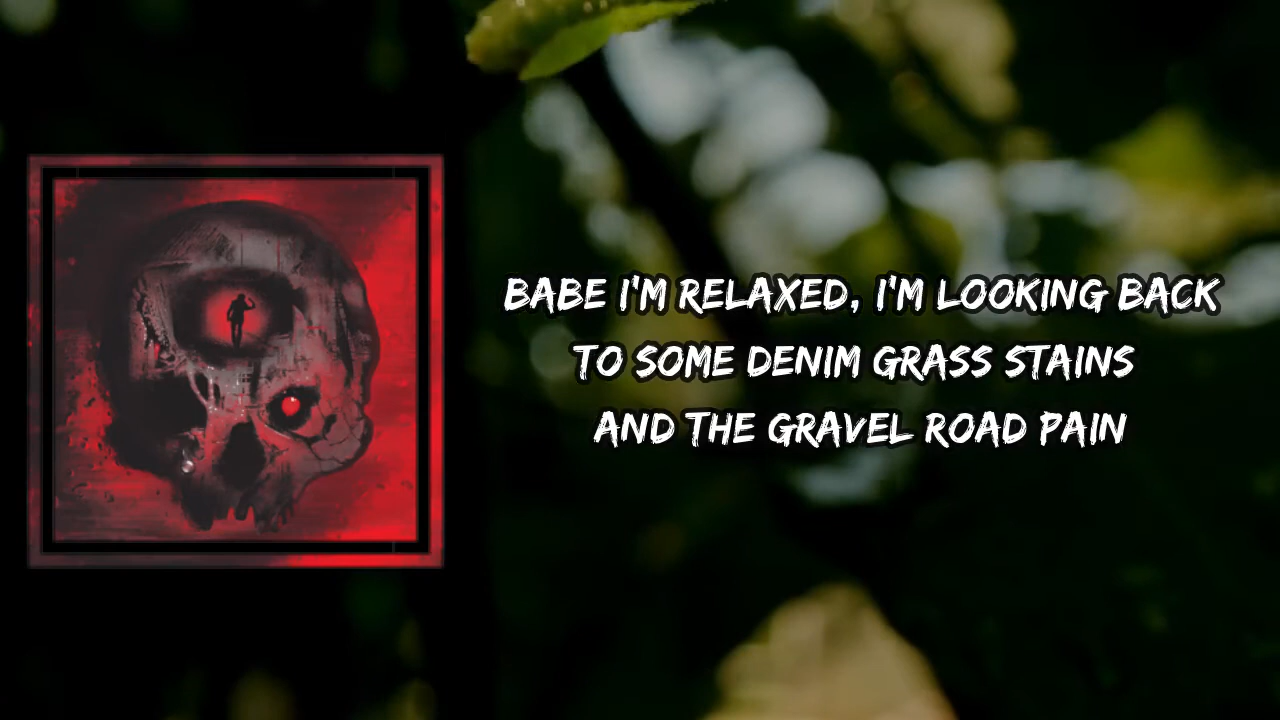 BABE I'M RELAXED, I'M LOOKING BACK
TO SOME DENIM GRASS STAINS
AND THE GRAVEL ROAD PAIN